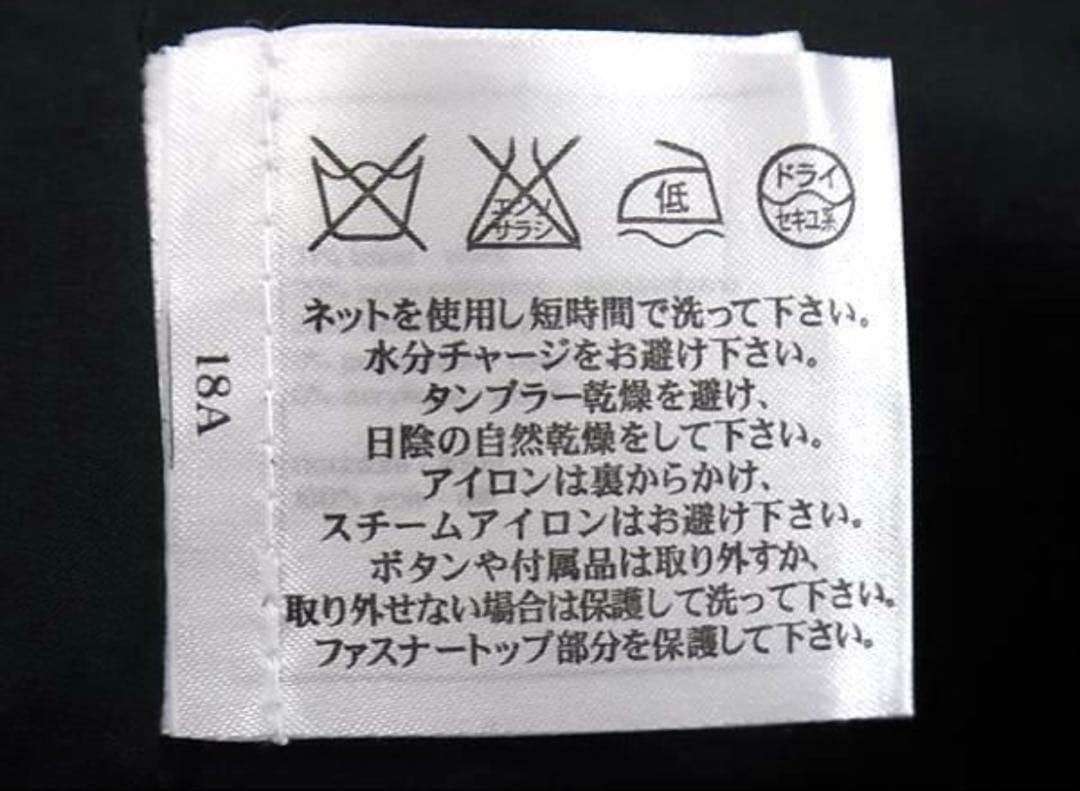 エンソ
サラシ
低
ドライ
セキユ系
ネットを使用し短時間で洗って下さい。
水分チャージをお避け下さい。
タンブラー乾燥を避け、
日陰の自然乾燥をして下さい。
アイロンは裏からかけ、
スチームアイロンはお避け下さい。
ボタンや付属品は取り外すか、
取り外せない場合は保護して洗って下さい。
ファスナートップ部分を保護して下さい。
18A